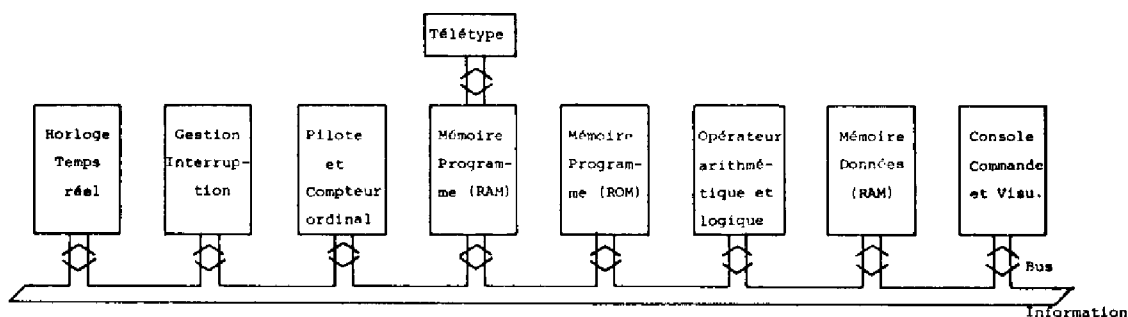 Télétype
Horloge
Temps
réel
Gestion
Interrup-
tion
Pilote
et
Compteur
ordinal
Mémoire
Program-
me (RAM)
Mémoire
Program-
me (ROM)
Opérateur
arithmé-
tique et
logique
Mémoire
Données
(RAM)
Console
Commande
et Visu.
Bus
Information